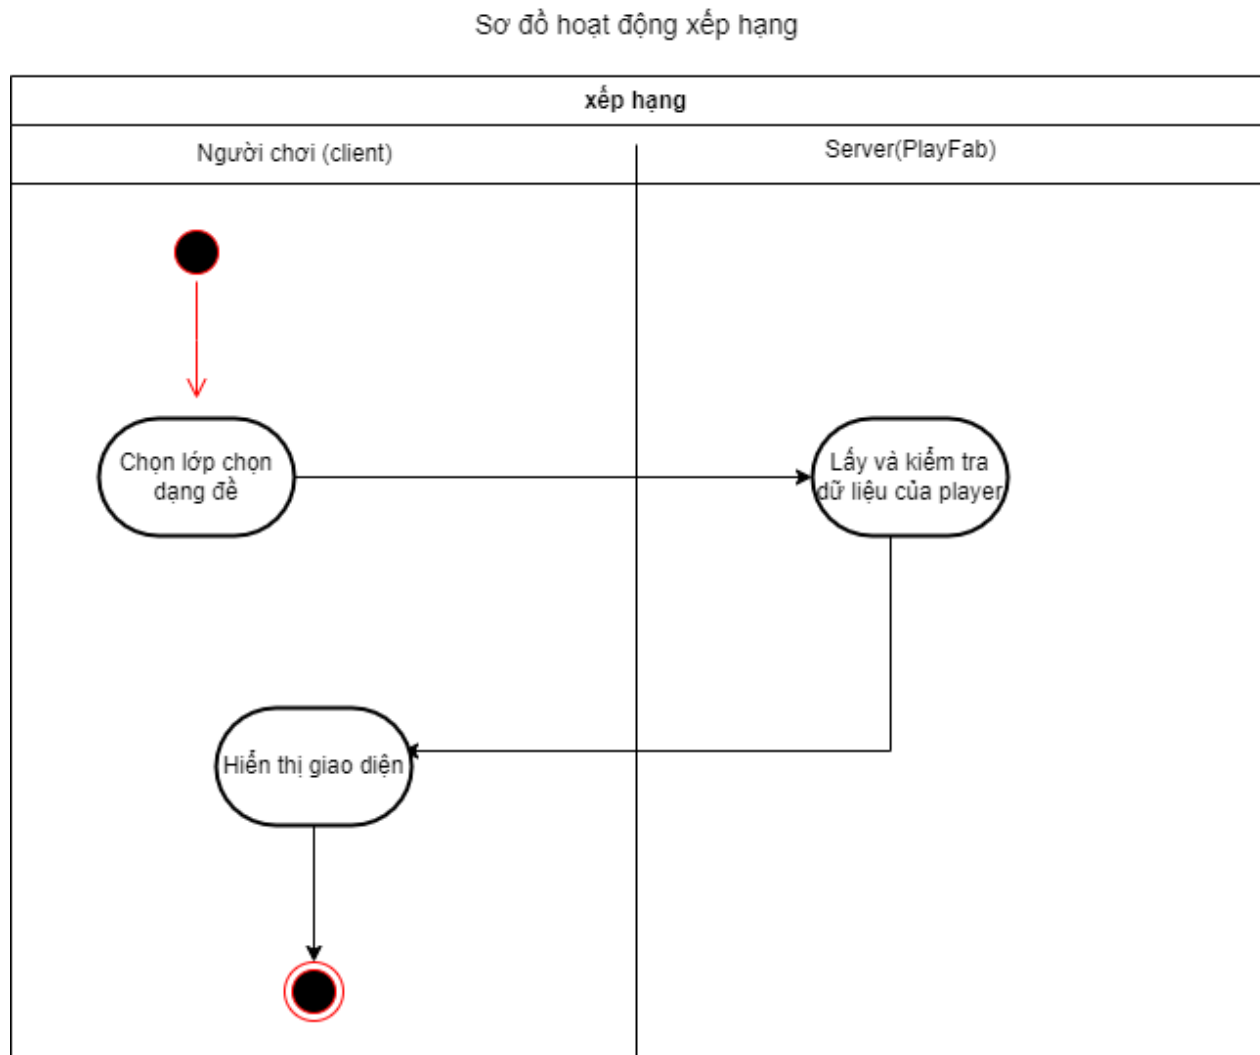 Sơ đồ hoạt động xếp hạng
xếp hạng
Người chơi (client)
Server(PlayFab)
Chọn lớp chọn
dạng đề
Lấy và kiểm tra
dữ liệu của player
Hiển thị giao diện